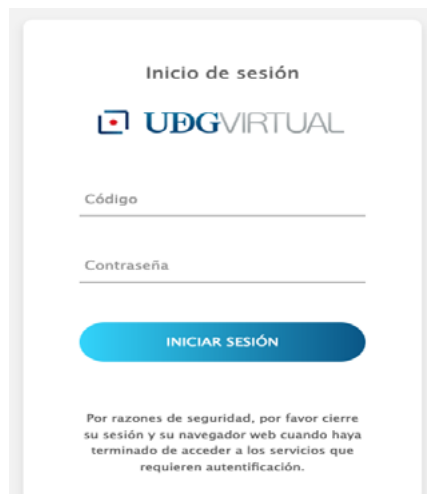 Inicio de sesión
UDGVIRTUAL
Código
Contraseña
INICIAR SESIÓN
Por razones de seguridad, por favor cierre
su sesión y su navegador web cuando haya
terminado de acceder a los servicios que
requieren autentificación.